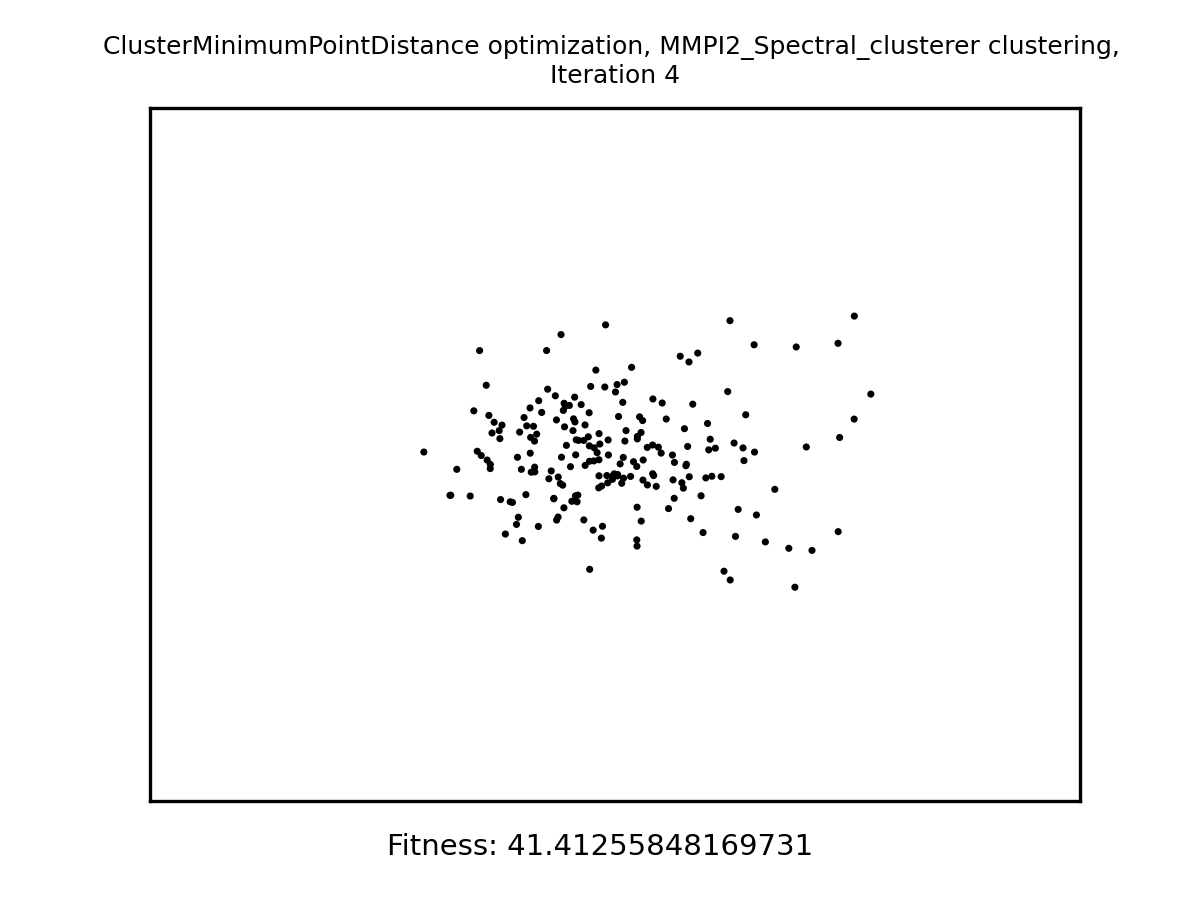 ClusterMinimumPointDistance optimization, MMPI2_Spectral_clusterer clustering,
Iteration 4
Fitness: 41.41255848169731